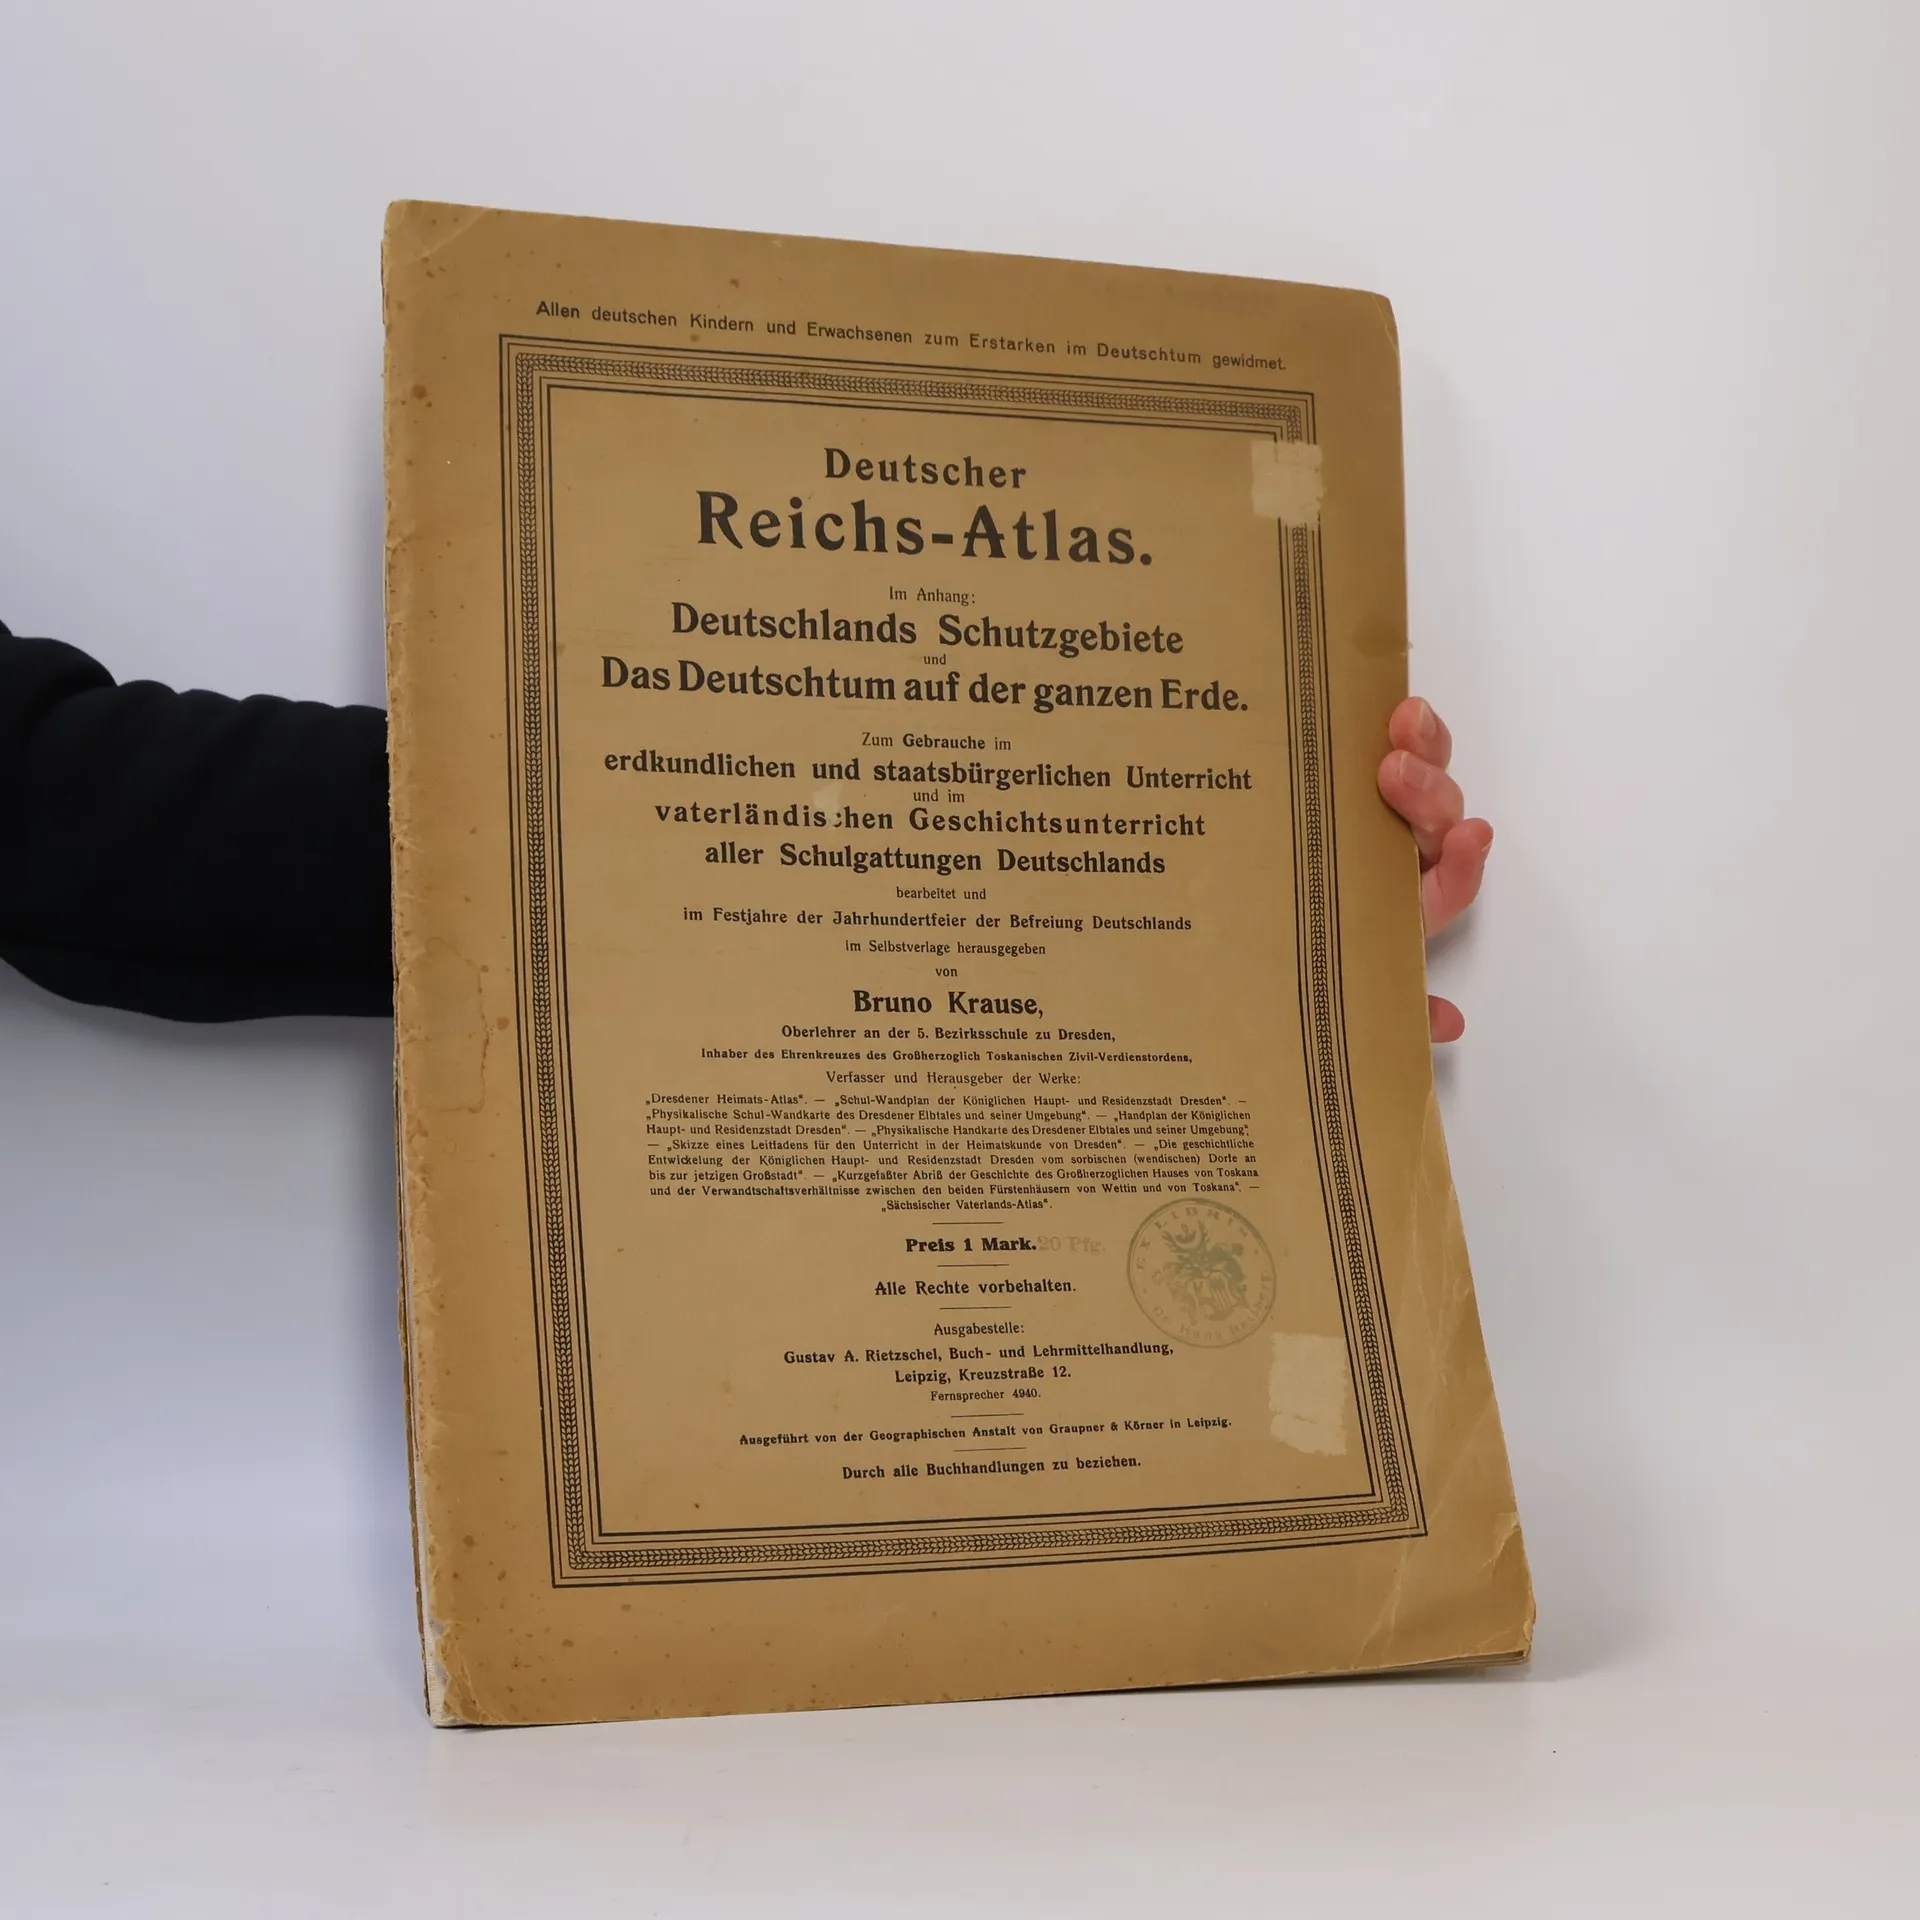 Allen deutschen Kindern und Erwachsenen zum Erstarken im Deutschtum gewidmet.
Deutscher
Reichs-Atlas.
Im Anhang:
Deutschlands Schutzgebiete
und
Das Deutschtum auf der ganzen Erde.
Zum Gebrauche im
erdkundlichen und staatsbürgerlichen Unterricht
und im
vaterländischen Geschichtsunterricht
aller Schulgattungen Deutschlands
bearbeitet und
im Festjahre der Jahrhundertfeier der Befreiung Deutschlands
im Selbstverlage herausgegeben
von
Bruno Krause,
Oberlehrer an der 5. Bezirksschule zu Dresden,
Inhaber des Ehrenkreuzes des Großherzoglich Toskanischen Zivil-Verdienstordens,
Verfasser und Herausgeber der Werke:
„Dresdener Heimats-Atlas“. — „Schul-Wandplan der Königlichen Haupt- und Residenzstadt Dresden“. —
„Physikalische Schul-Wandkarte des Dresdener Elbtales und seiner Umgebung“. — „Handplan der Königlichen
Haupt- und Residenzstadt Dresden“. — „Physikalische Handkarte des Dresdener Elbtales und seiner Umgebung“.
— „Skizze eines Leitfadens für den Unterricht in der Heimatskunde von Dresden“. — „Die geschichtliche
Entwickelung der Königlichen Haupt- und Residenzstadt Dresden vom sorbischen (wendischen) Dorfe an
bis zur jetzigen Großstadt“. — „Kurzgefaßter Abriß der Geschichte des Großherzoglichen Hauses von Toskana
und der Verwandtschaftsverhältnisse zwischen den beiden Fürstenhäusern von Wettin und von Toskana“. —
„Sächsischer Vaterlands-Atlas“.
Preis 1 Mark. 20 Pfg.
EX LIBRIS
Dr. Hans
Alle Rechte vorbehalten.
Ausgabestelle:
Gustav A. Rietzschel, Buch- und Lehrmittelhandlung,
Leipzig, Kreuzstraße 12.
Fernsprecher 4940.
Ausgeführt von der Geographischen Anstalt von Graupner & Körner in Leipzig.
Durch alle Buchhandlungen zu beziehen.